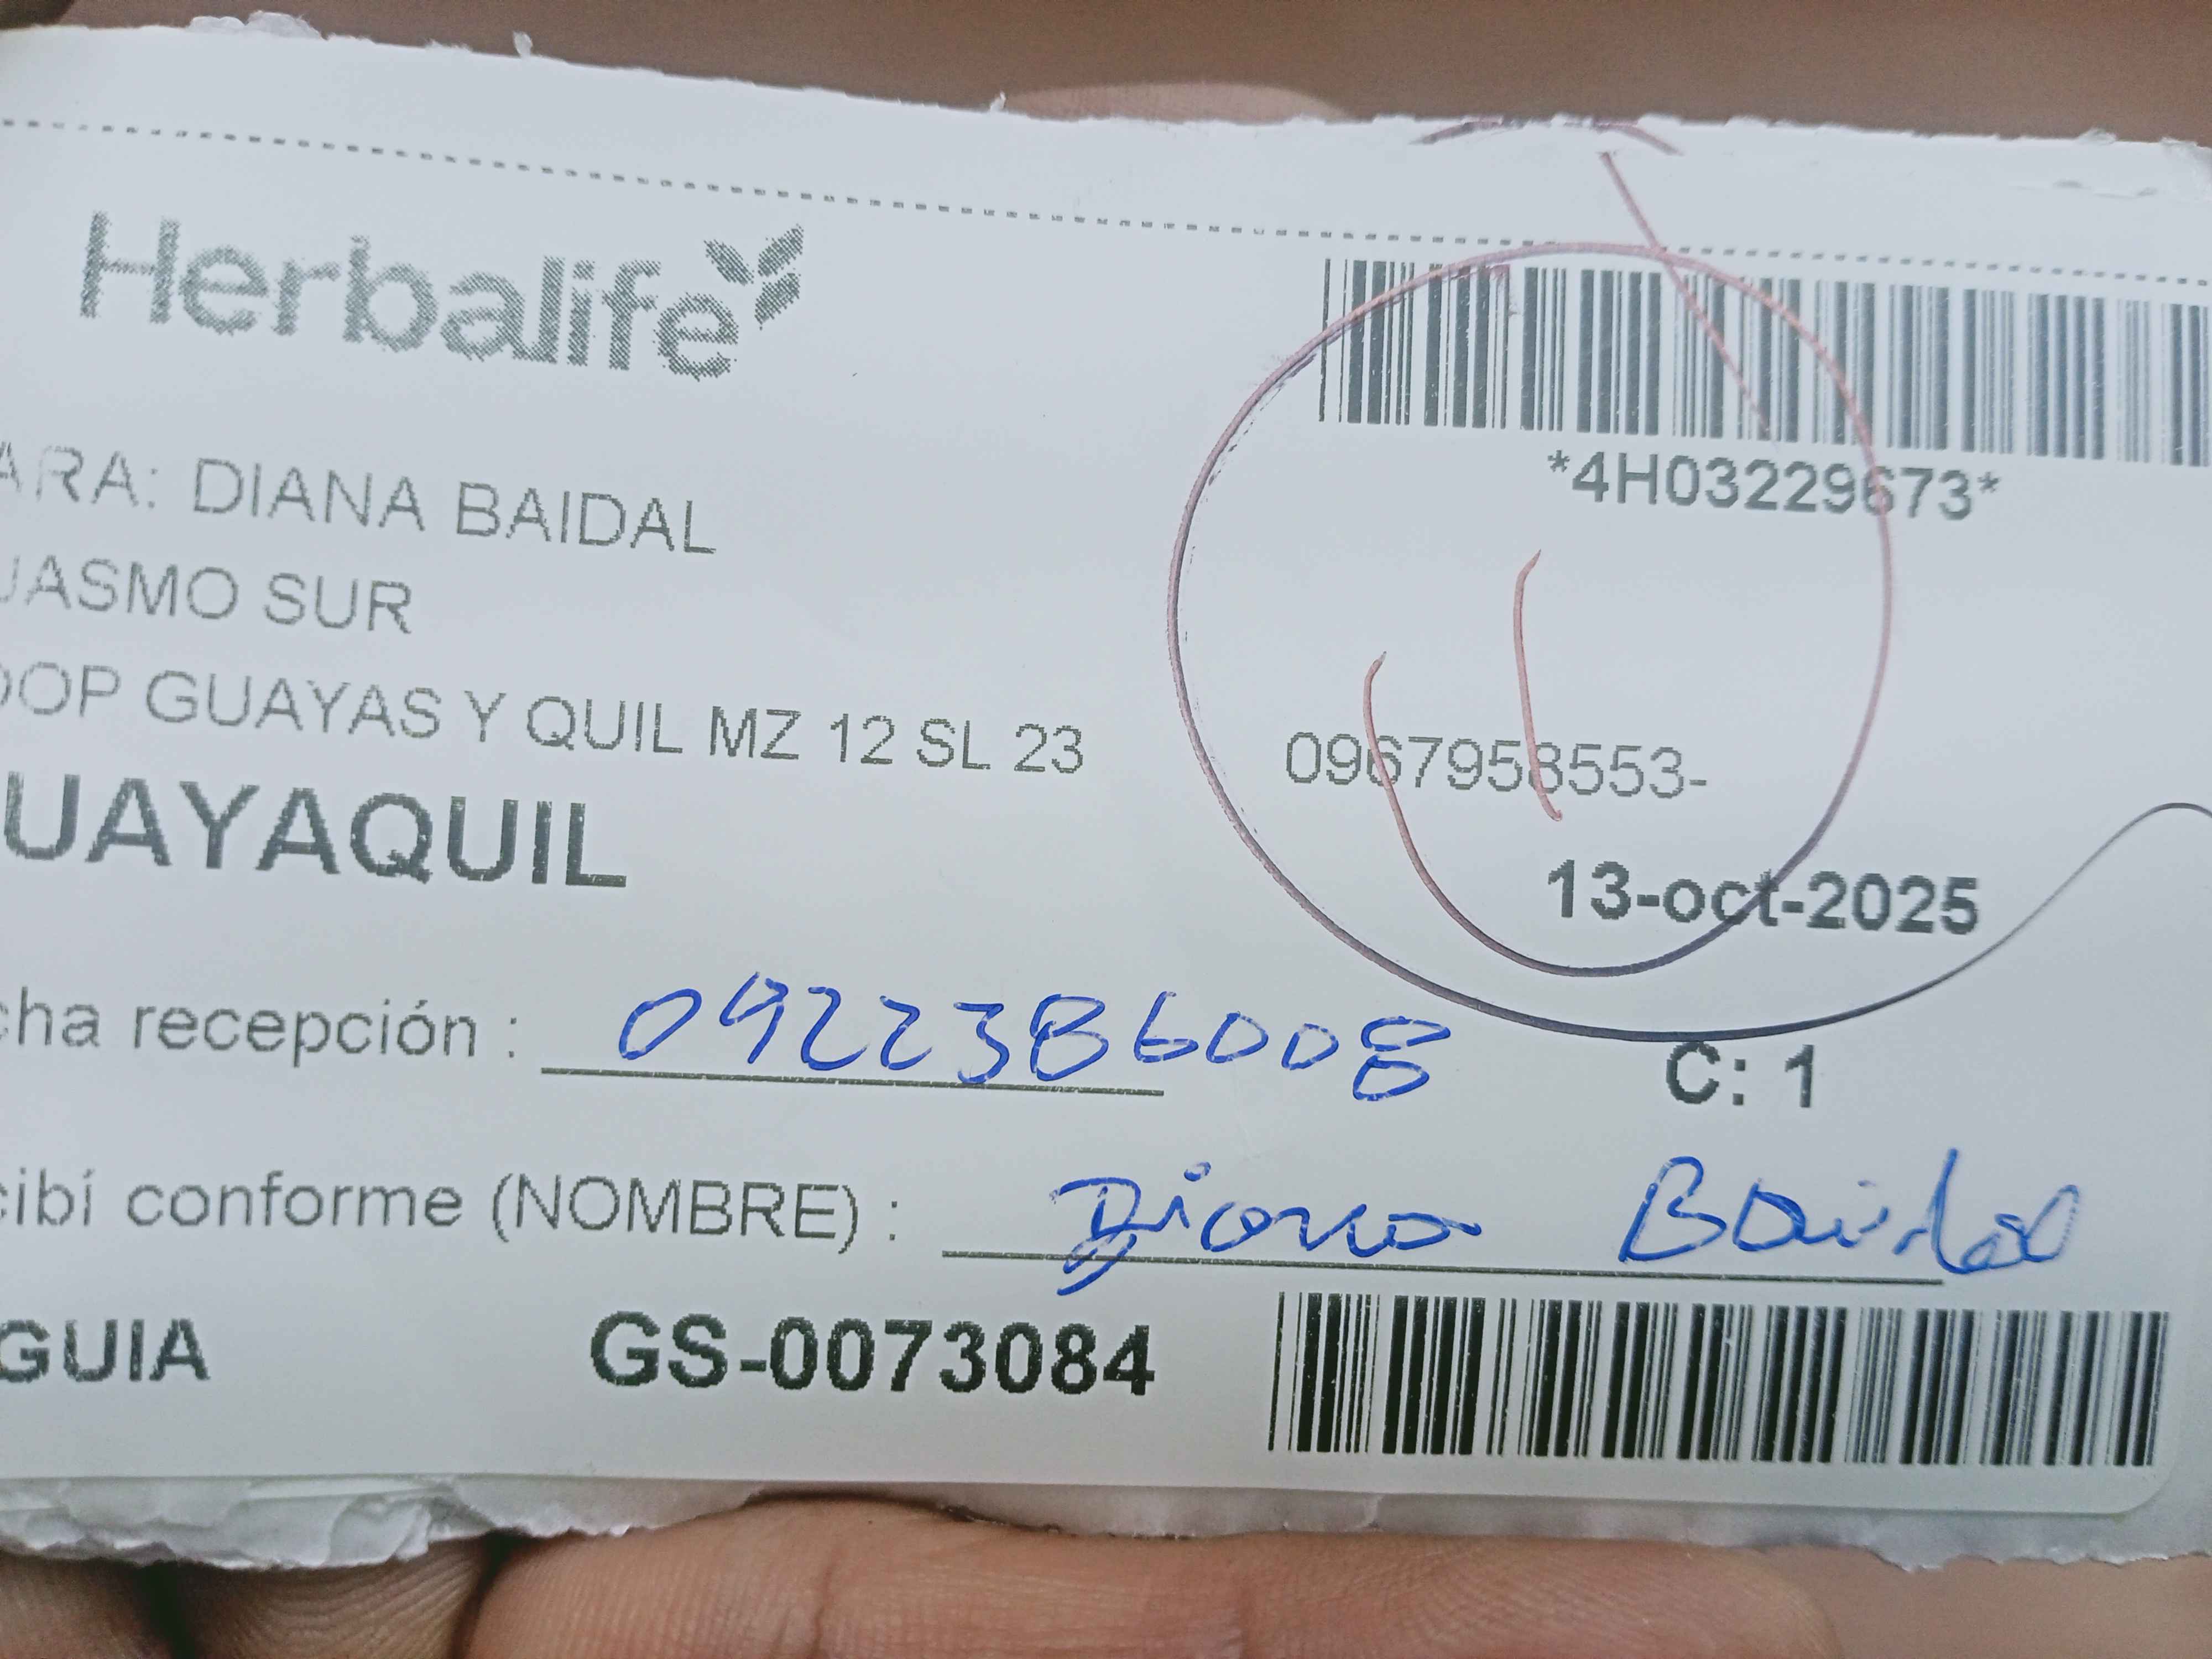 Herbalife
*4H03229673*
ARA: DIANA BAIDAL
UASMO SUR
OOP GUAYAS Y QUIL MZ 12 SL 23 0967958553-
UAYAQUIL
13-oct-2025
cha recepción : 0922386008
C: 1
cibí conforme (NOMBRE) : Diana Baidal
GUIA GS-0073084